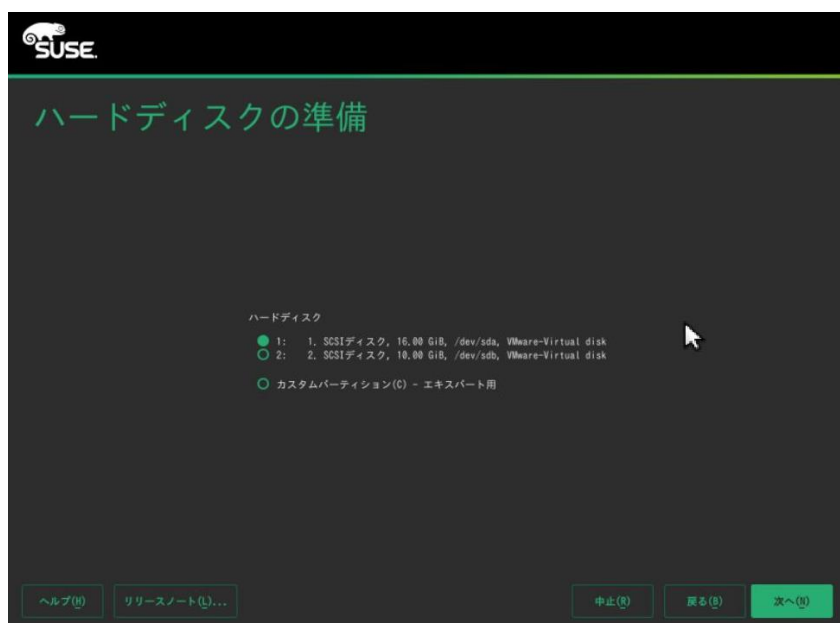 SUSE.
ハードディスクの準備
ハードディスク
1: 1. SCSIディスク, 16.00 GiB, /dev/sda, VMware-Virtual disk
2: 2. SCSIディスク, 10.00 GiB, /dev/sdb, VMware-Virtual disk
カスタムパーティション(C) - エキスパート用
ヘルプ(H) リリースノート(L)... 中止(R) 戻る(B) 次へ(N)